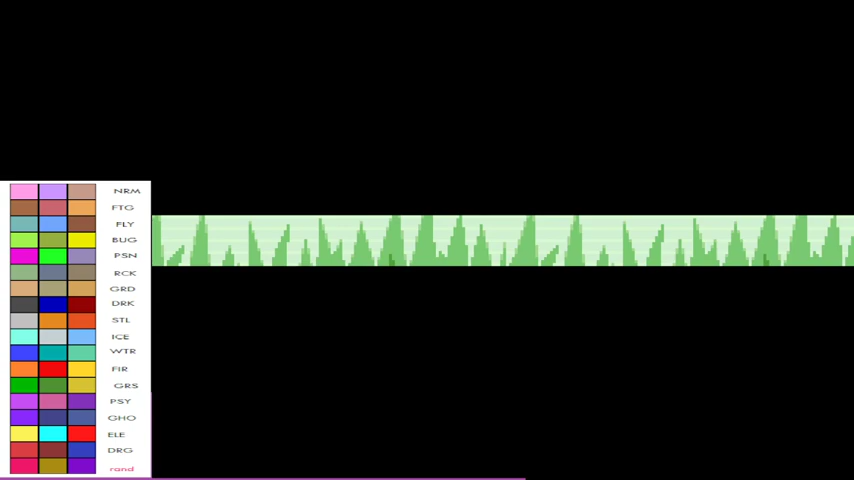 NRM
FTG
FLY
BUG
PSN
RCK
GRD
DRK
STL
ICE
WTR
FIR
GRS
PSY
GHO
ELE
DRG
rand